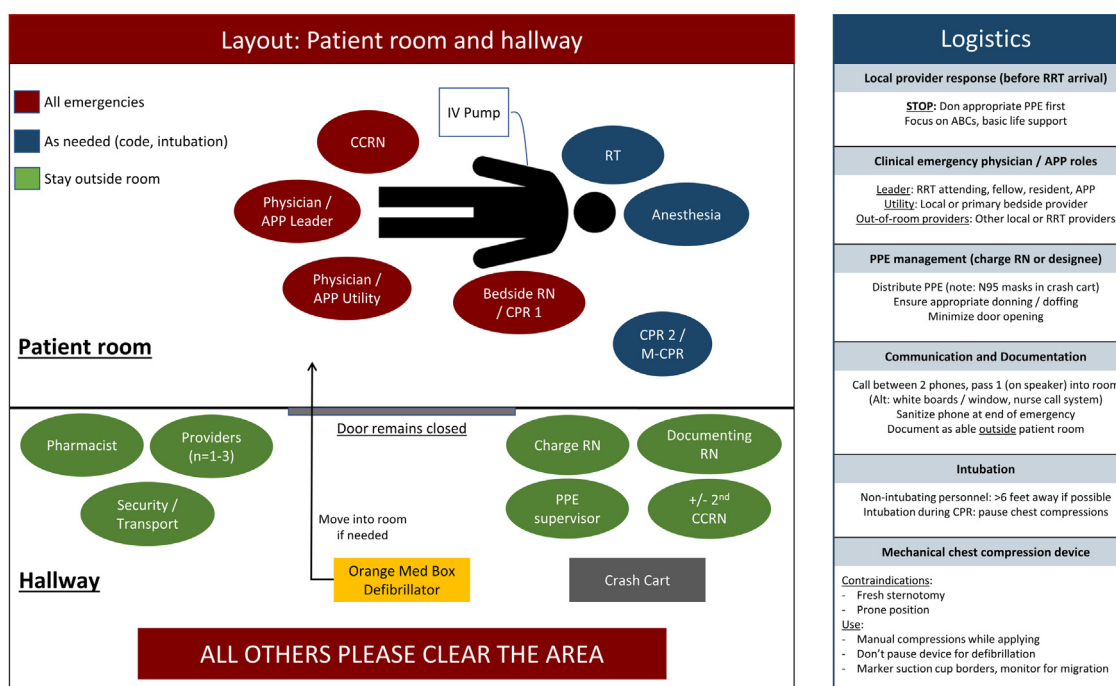 Layout: Patient room and hallway
All emergencies
As needed (code, intubation)
Stay outside room
IV Pump
CCRN
RT
Physician /
APP Leader
Anesthesia
Physician /
APP Utility
Bedside RN
/ CPR 1
CPR 2 /
M-CPR
Patient room
Door remains closed
Pharmacist
Providers
(n=1-3)
Security /
Transport
Charge RN
Documenting
RN
PPE
supervisor
+/- 2nd
CCRN
Move into room
if needed
Hallway
Orange Med Box
Defibrillator
Crash Cart
ALL OTHERS PLEASE CLEAR THE AREA
Logistics
Local provider response (before RRT arrival)
STOP: Don appropriate PPE first
Focus on ABCs, basic life support
Clinical emergency physician / APP roles
Leader: RRT attending, fellow, resident, APP
Utility: Local or primary bedside provider
Out-of-room providers: Other local or RRT providers
PPE management (charge RN or designee)
Distribute PPE (note: N95 masks in crash cart)
Ensure appropriate donning / doffing
Minimize door opening
Communication and Documentation
Call between 2 phones, pass 1 (on speaker) into room
(Alt: white boards / window, nurse call system)
Sanitize phone at end of emergency
Document as able outside patient room
Intubation
Non-intubating personnel: >6 feet away if possible
Intubation during CPR: pause chest compressions
Mechanical chest compression device
Contraindications:
- Fresh sternotomy
- Prone position
Use:
- Manual compressions while applying
- Don't pause device for defibrillation
- Marker suction cup borders, monitor for migration